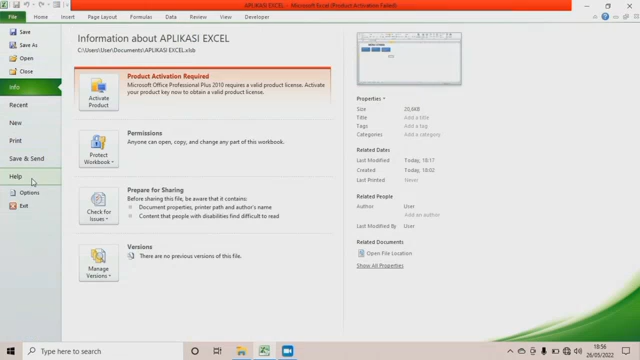 APLIKASI EXCEL - Microsoft Excel (Product Activation Failed)
File Home Insert Page Layout Formulas Data Review View Developer
Save
Save As
Open
Close
Info
Recent
New
Print
Save & Send
Help
Options
Exit
Information about APLIKASI EXCEL
C:\Users\User\Documents\APLIKASI EXCEL.xlsb
Activate
Product
Product Activation Required
Microsoft Office Professional Plus 2010 requires a valid product license. Activate
your product key now to obtain a valid product license.
Protect
Workbook
Permissions
Anyone can open, copy, and change any part of this workbook.
Check for
Issues
Prepare for Sharing
Before sharing this file, be aware that it contains:
Document properties, printer path and author's name
Content that people with disabilities find difficult to read
Manage
Versions
Versions
There are no previous versions of this file.
Properties
Size 20,6KB
Title Add a title
Tags Add a tag
Categories Add a category
Related Dates
Last Modified Today, 18:17
Created Today, 18:02
Last Printed Never
Related People
Author User
Add an author
Last Modified By User
Related Documents
Open File Location
Show All Properties
Type here to search
18:56
26/05/2022